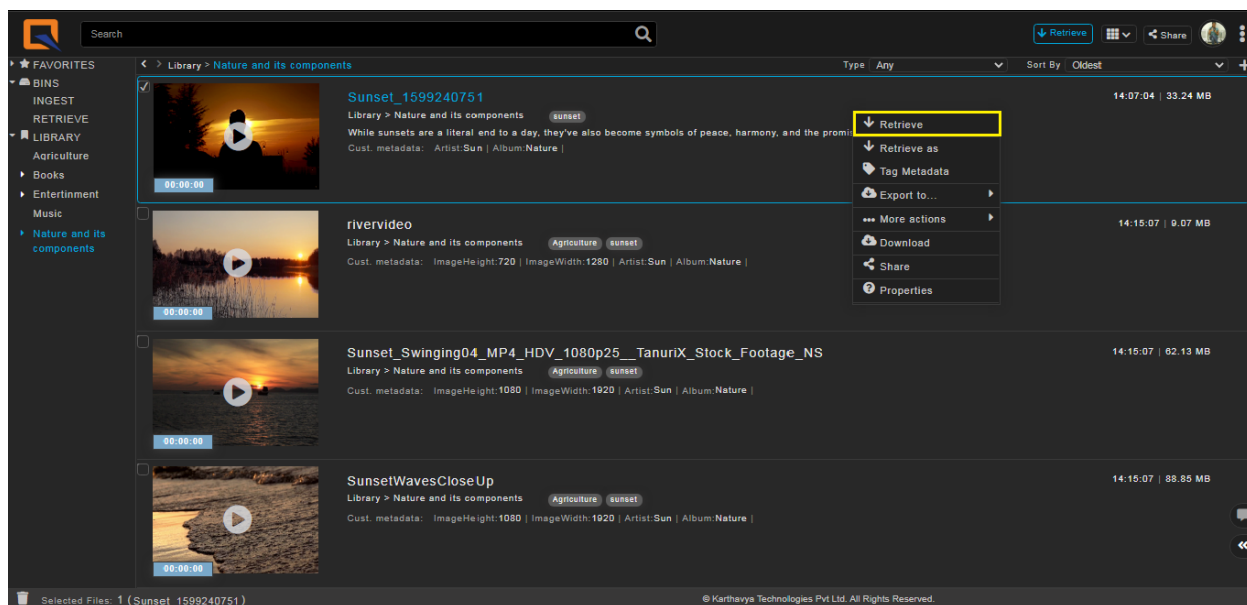 Search
Retrieve
Share
FAVORITES
BINS
INGEST
RETRIEVE
LIBRARY
Agriculture
Books
Entertinment
Music
Nature and its
components
Library > Nature and its components
Type Any
Sort By Oldest
Sunset_1599240751
14:07:04 | 33.24 MB
Library > Nature and its components sunset
While sunsets are a literal end to a day, they've also become symbols of peace, harmony, and the
Cust. metadata: Artist:Sun | Album:Nature |
00:00:00
Retrieve
Retrieve as
Tag Metadata
Export to...
More actions
Download
Share
Properties
rivervideo
14:15:07 | 9.07 MB
Library > Nature and its components Agriculture sunset
Cust. metadata: ImageHeight:720 | ImageWidth:1280 | Artist:Sun | Album:Nature |
00:00:00
Sunset_Swinging04_MP4_HDV_1080p25__TanuriX_Stock_Footage_NS
14:15:07 | 62.13 MB
Library > Nature and its components Agriculture sunset
Cust. metadata: ImageHeight:1080 | ImageWidth:1920 | Artist:Sun | Album:Nature |
00:00:00
SunsetWavesCloseUp
14:15:07 | 88.85 MB
Library > Nature and its components Agriculture sunset
Cust. metadata: ImageHeight:1080 | ImageWidth:1920 | Artist:Sun | Album:Nature |
00:00:00
Selected Files: 1 (Sunset_1599240751)
© Karthavya Technologies Pvt Ltd. All Rights Reserved.